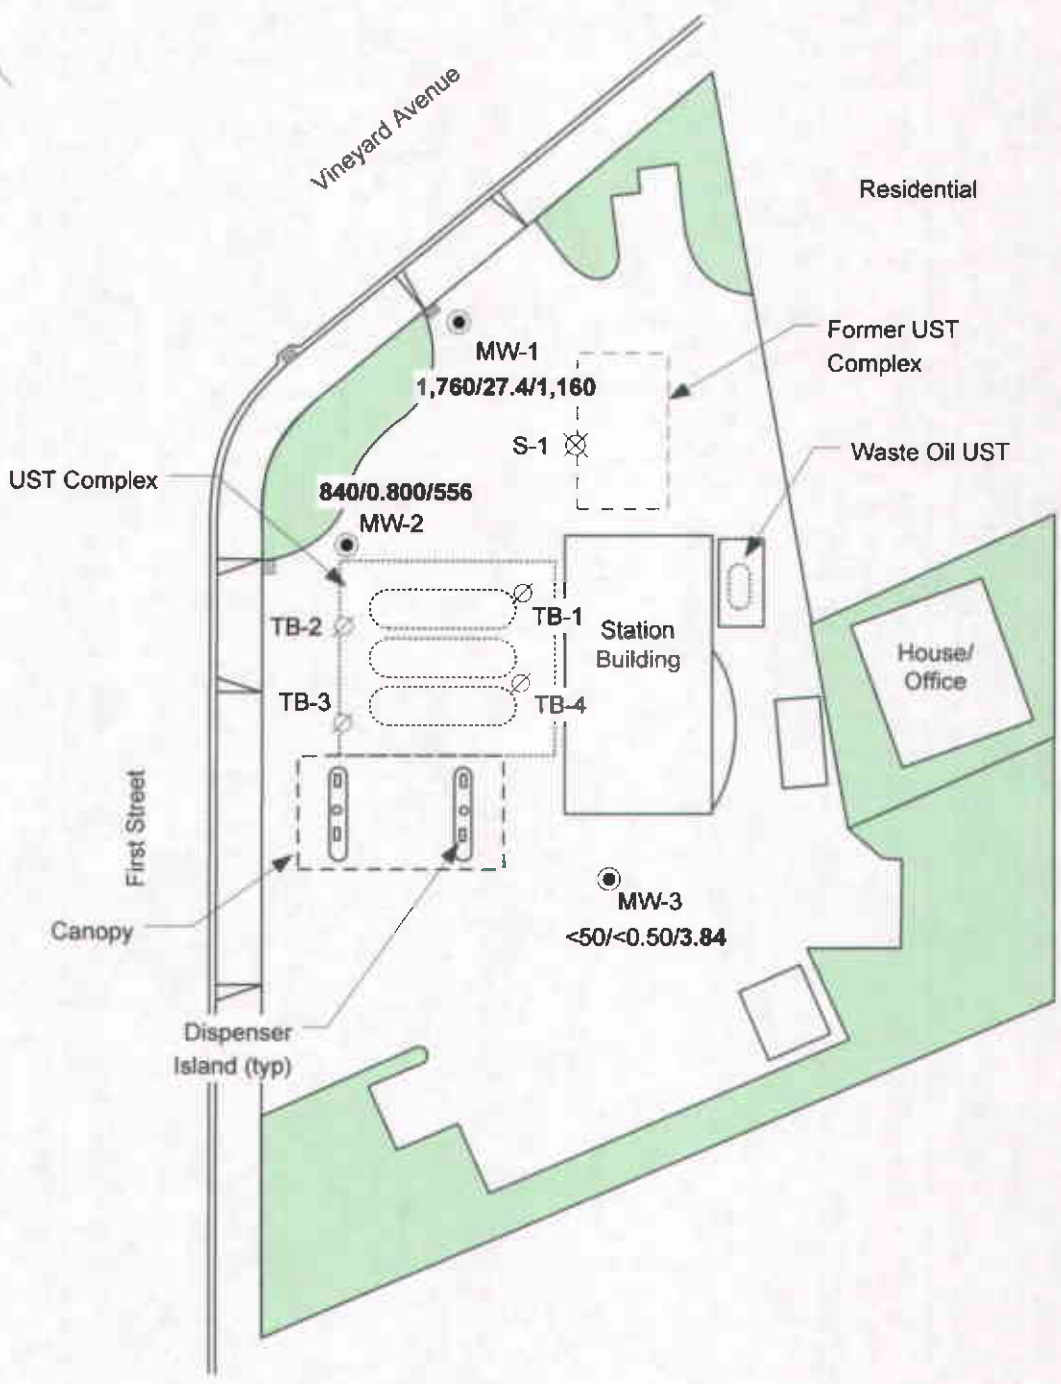 Vineyard Avenue
Residential
Former UST
Complex
MW-1
1,760/27.4/1,160
S-1
Waste Oil UST
UST Complex
840/0.800/556
MW-2
TB-1
TB-2
Station
Building
House/
Office
TB-3
TB-4
First Street
MW-3
<50/<0.50/3.84
Canopy
Dispenser
Island (typ)